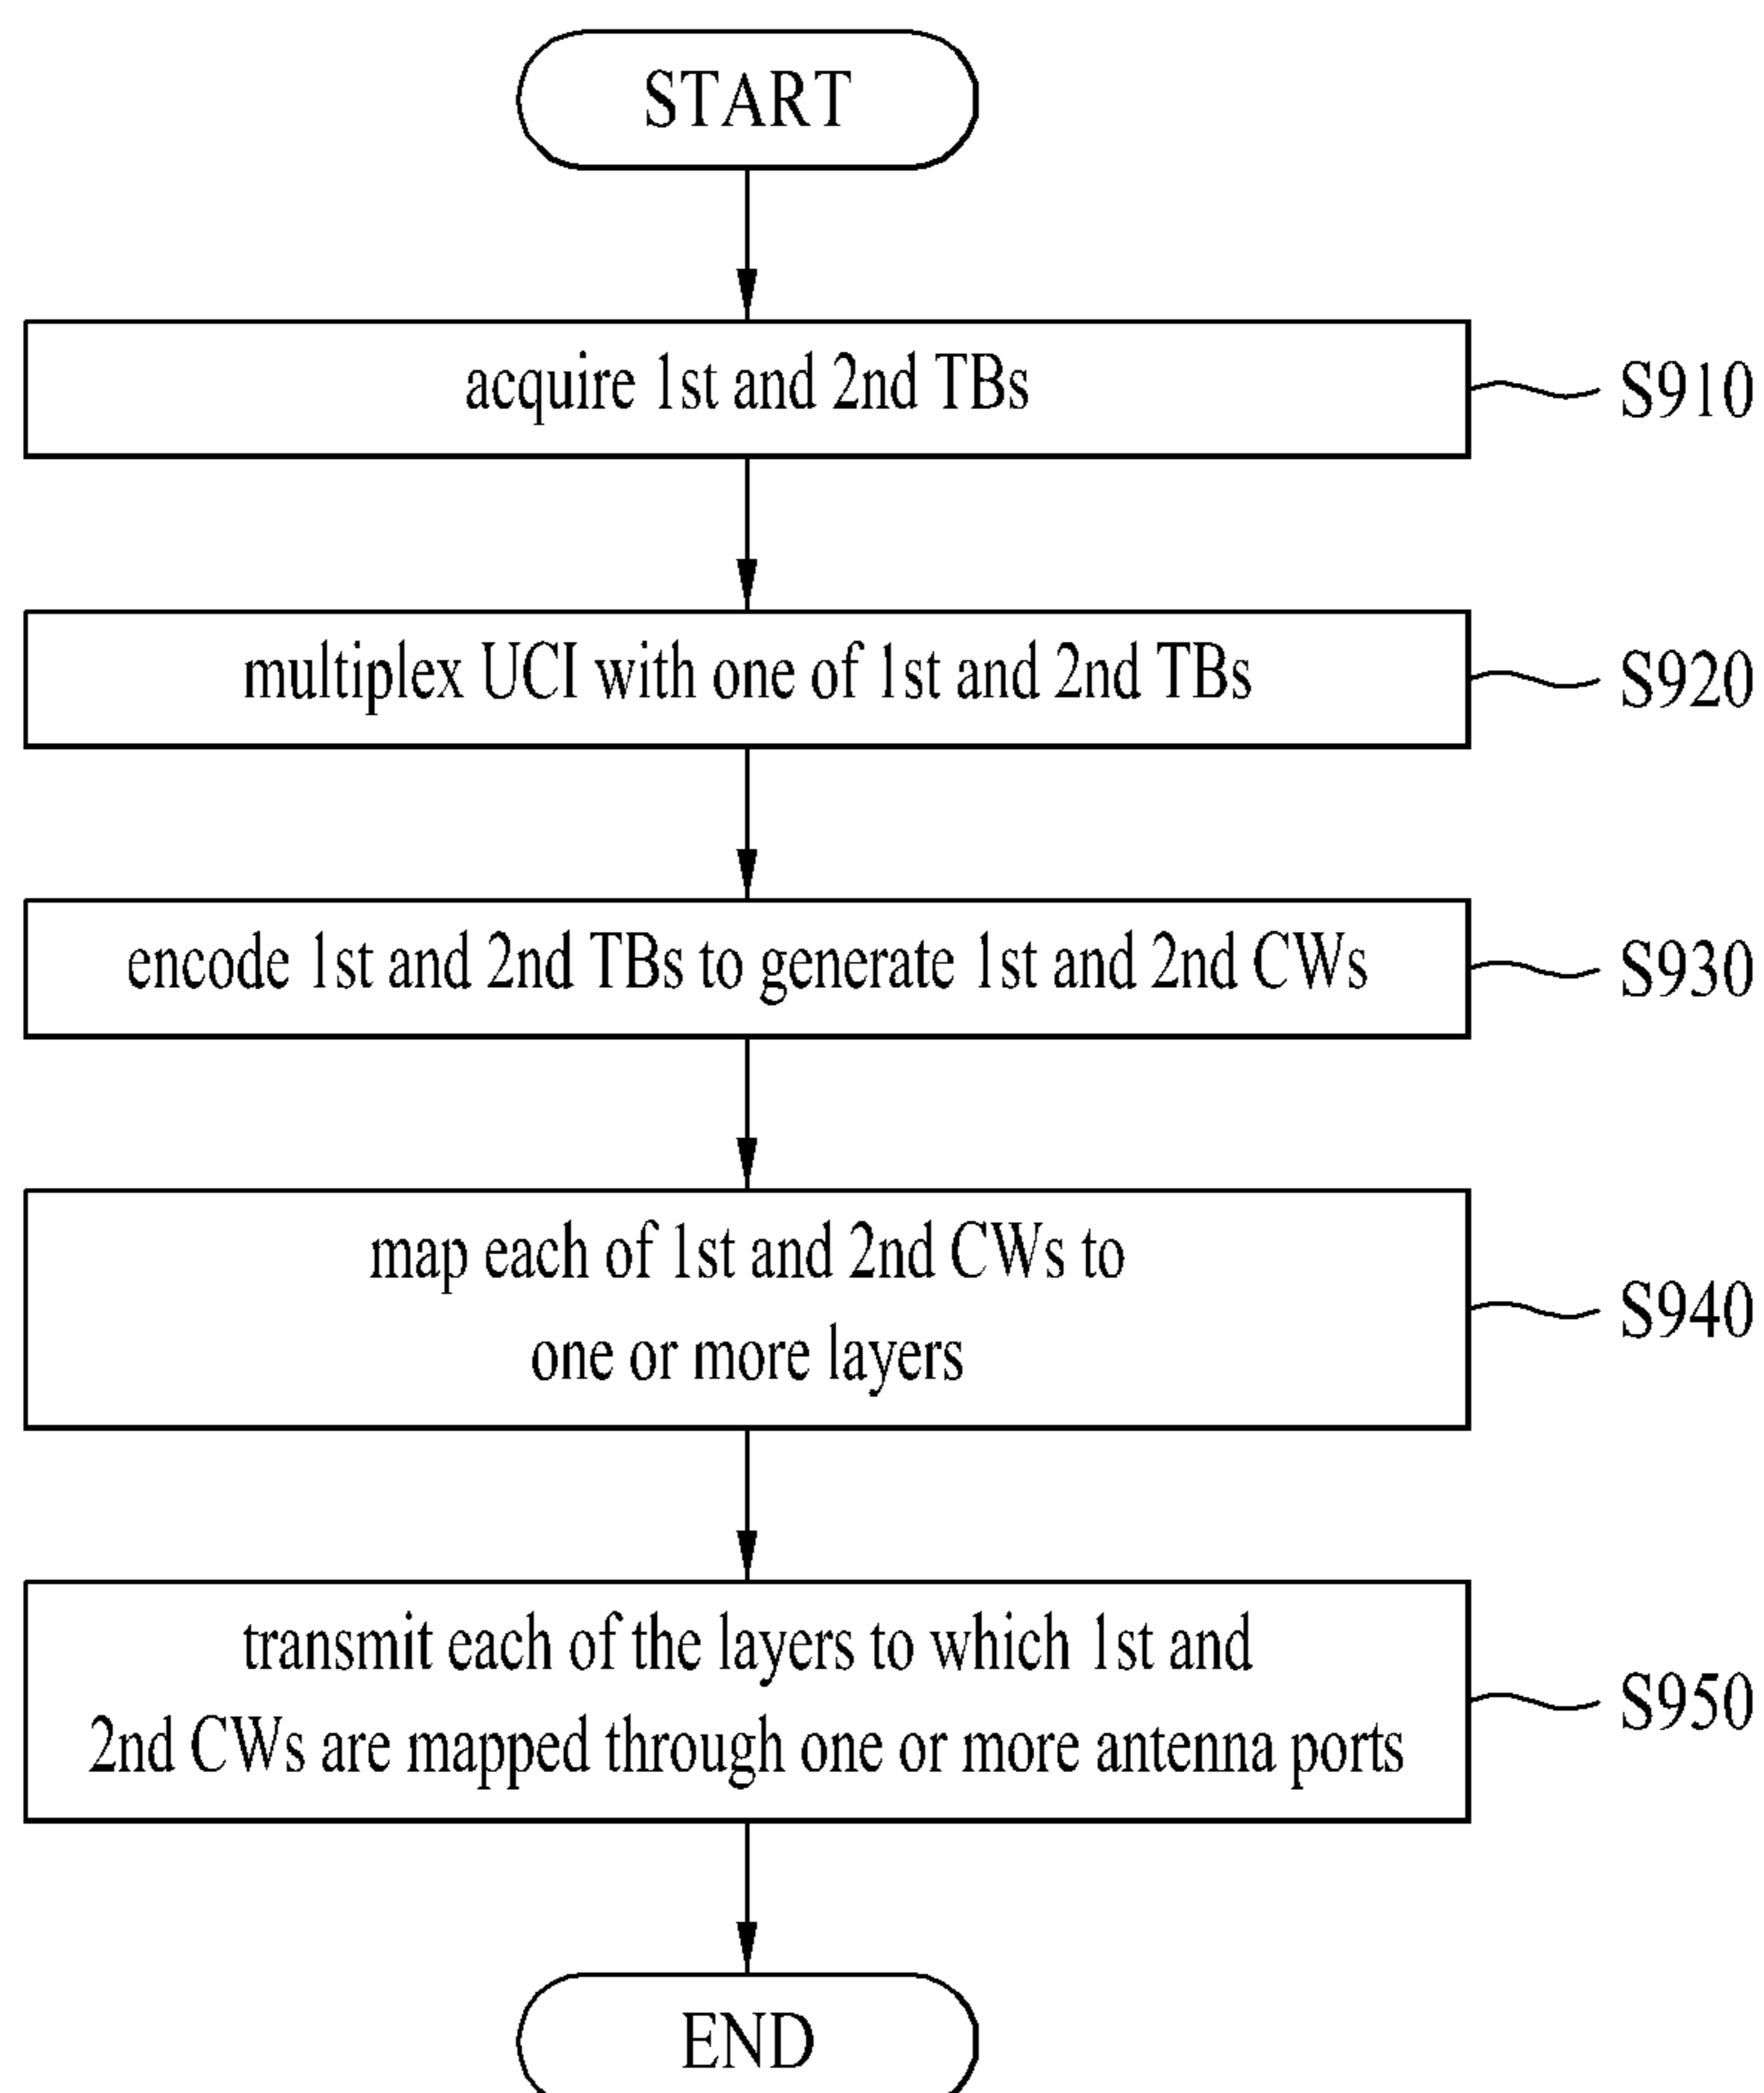 START
acquire 1st and 2nd TBs
S910
multiplex UCI with one of 1st and 2nd TBs
S920
encode 1st and 2nd TBs to generate 1st and 2nd CWs
S930
map each of 1st and 2nd CWs to
one or more layers
S940
transmit each of the layers to which 1st and
2nd CWs are mapped through one or more antenna ports
S950
END